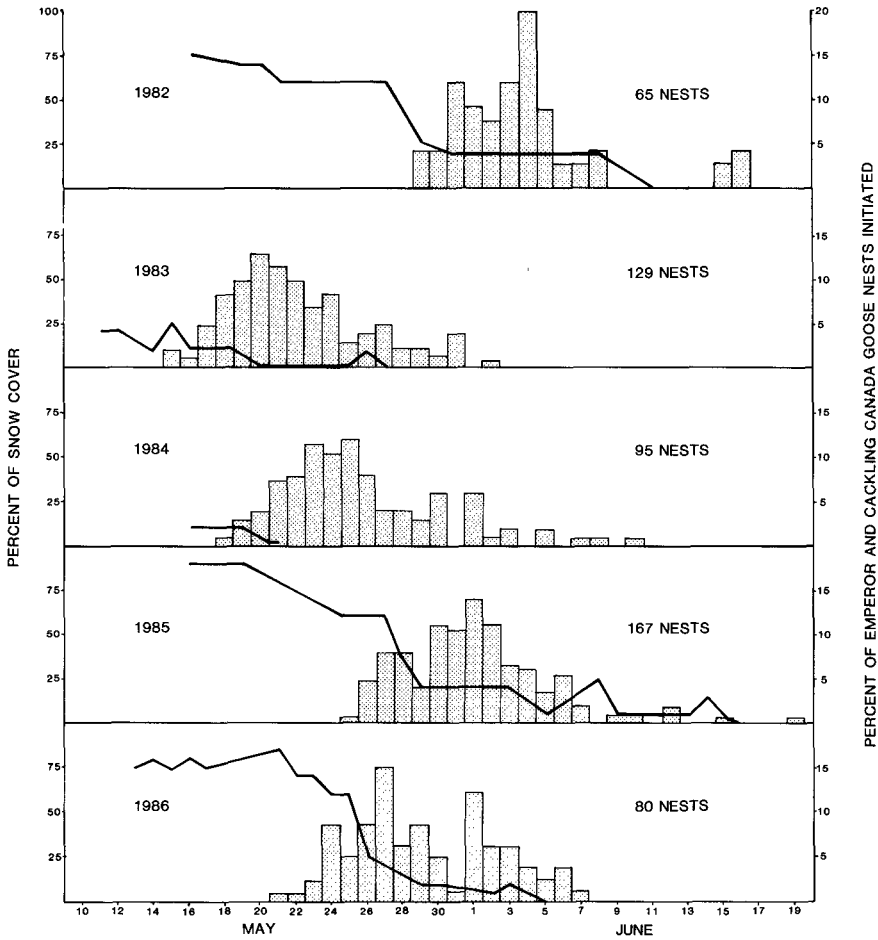 PERCENT OF SNOW COVER
PERCENT OF EMPEROR AND CACKLING CANADA GOOSE NESTS INITIATED
100 20
75 15
50 10
25 5
1982 65 NESTS
75 15
50 10
25 5
1983 129 NESTS
75 15
50 10
25 5
1984 95 NESTS
75 15
50 10
25 5
1985 167 NESTS
75 15
50 10
25 5
1986 80 NESTS
10 12 14 16 18 20 22 24 26 28 30 1 3 5 7 9 11 13 15 17 19
MAY JUNE